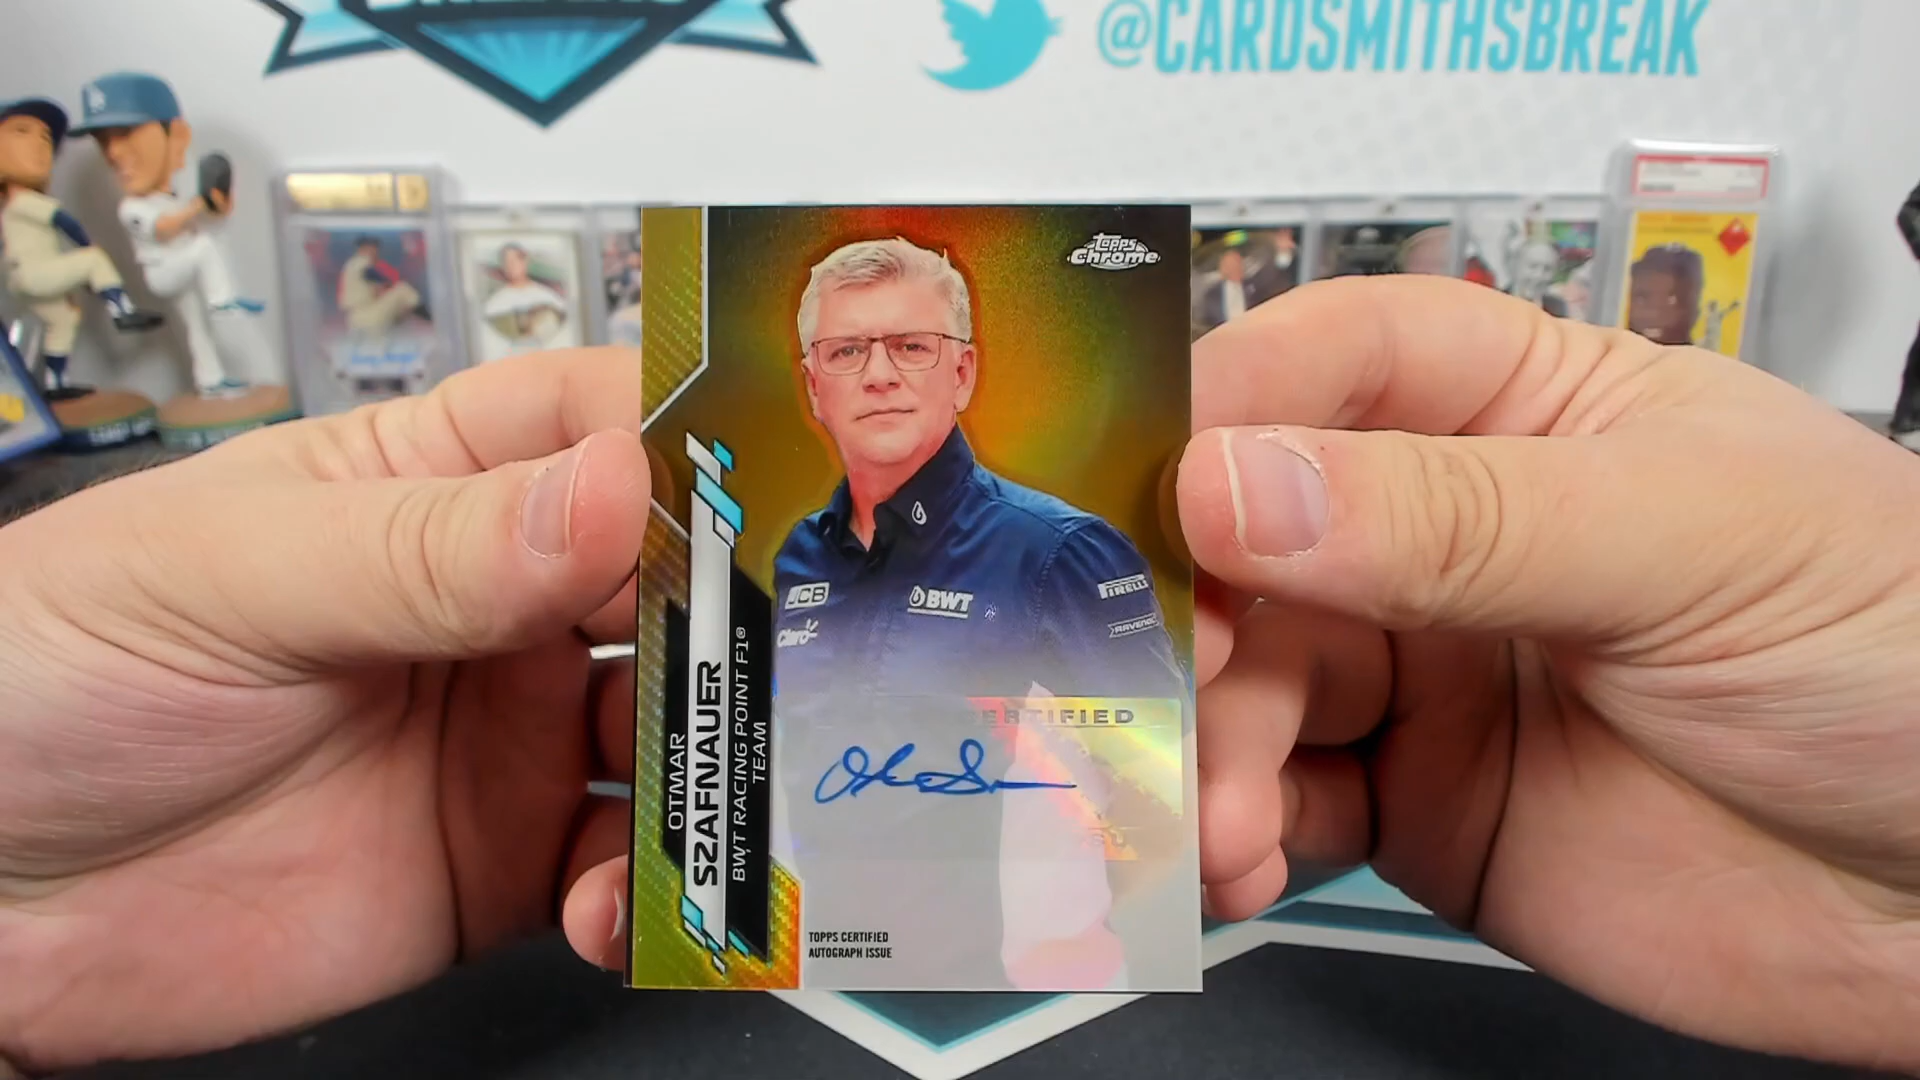 @CARDSMITHSBREAK
Topps
Chrome
JCB
BWT
PIRELLI
Claro
RAVENOL
OTMAR
SZAFNAUER
BWT RACING POINT F1®
TEAM
CERTIFIED
TOPPS CERTIFIED
AUTOGRAPH ISSUE